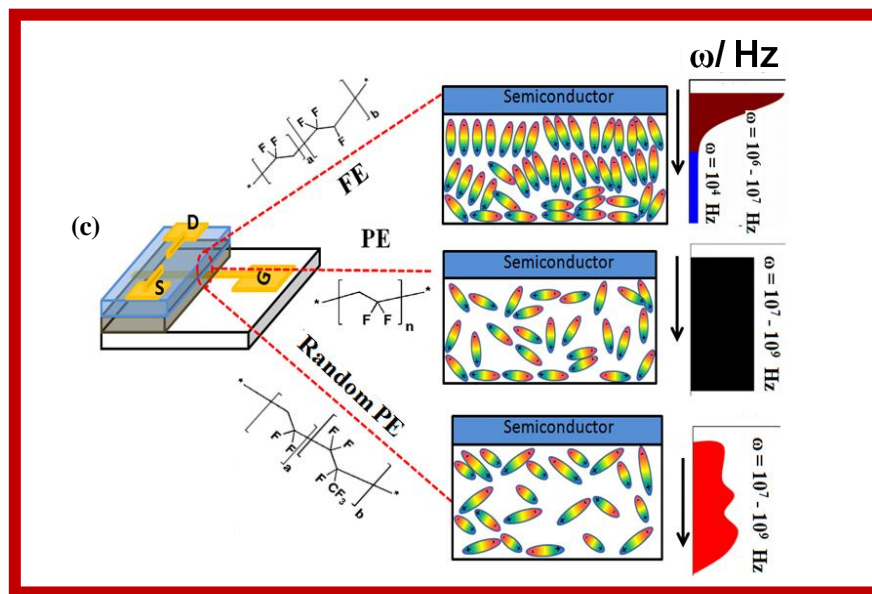 ω/ Hz
Semiconductor
F
F
F
F
F
*
*
a
b
FE
ω = 10⁴ Hz
ω = 10⁶ - 10⁷ Hz
(c)
D
S
G
PE
*
*
F
F
n
Semiconductor
ω = 10⁷ - 10⁹ Hz
Random PE
*
*
F
F
F
F
F
CF₃
a
b
Semiconductor
ω = 10⁷ - 10⁹ Hz